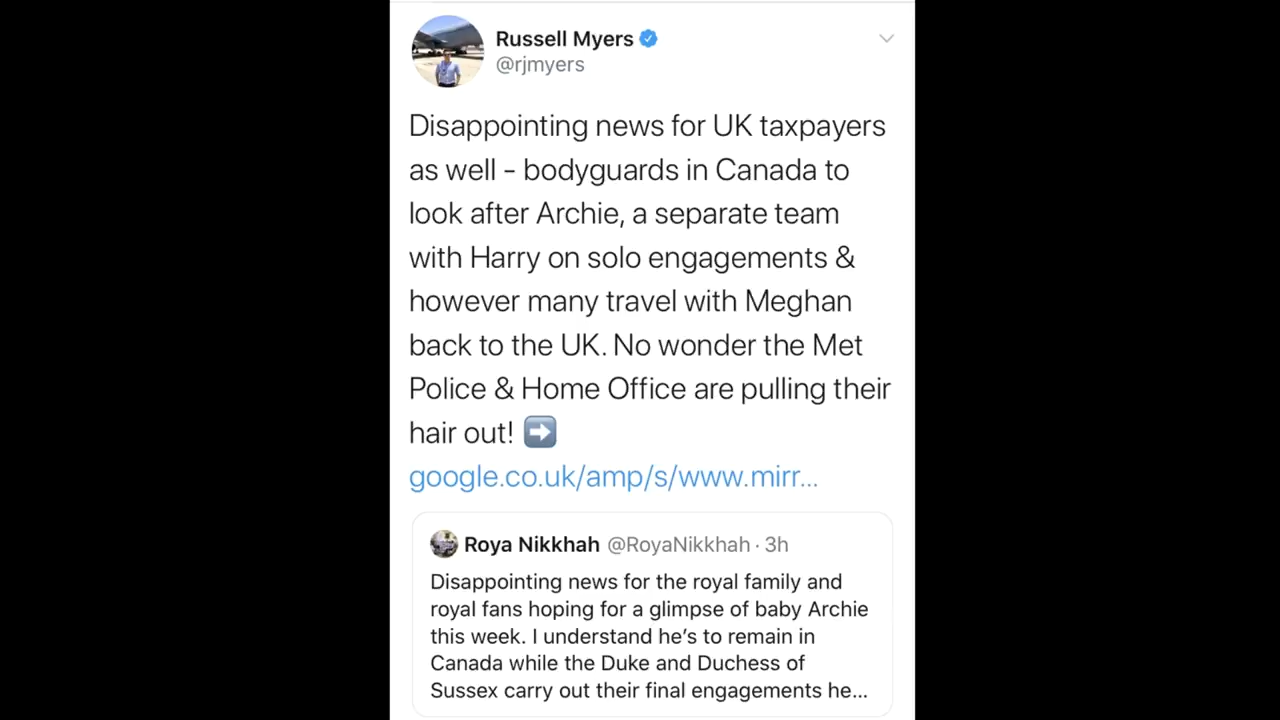 Russell Myers
@rjmyers
Disappointing news for UK taxpayers
as well - bodyguards in Canada to
look after Archie, a separate team
with Harry on solo engagements &
however many travel with Meghan
back to the UK. No wonder the Met
Police & Home Office are pulling their
hair out! ➡️
google.co.uk/amp/s/www.mirr...
Roya Nikkhah @RoyaNikkhah · 3h
Disappointing news for the royal family and
royal fans hoping for a glimpse of baby Archie
this week. I understand he's to remain in
Canada while the Duke and Duchess of
Sussex carry out their final engagements he...